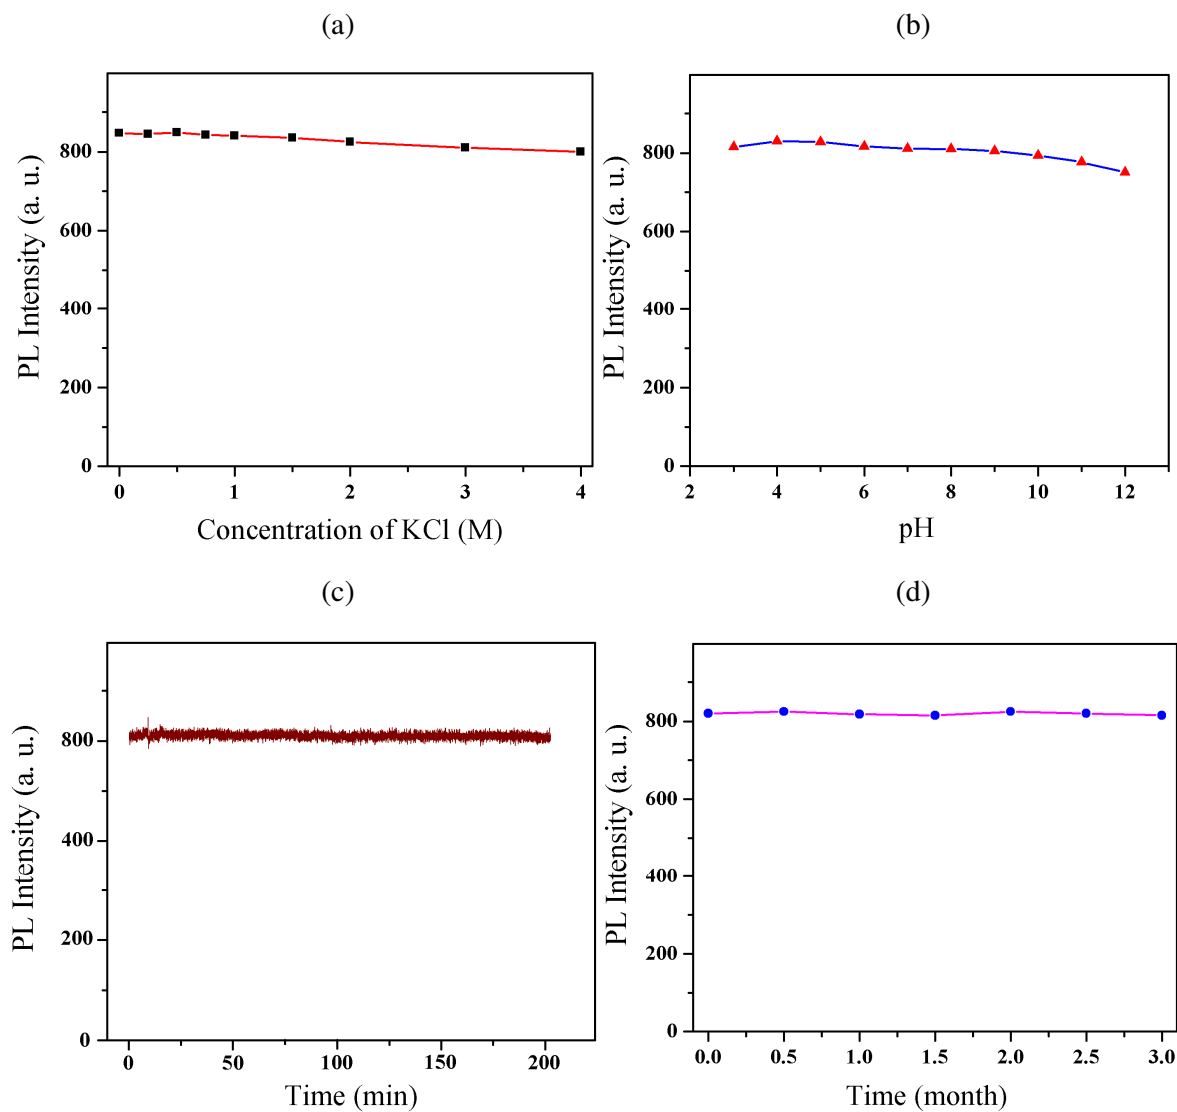 (a)
PL Intensity (a. u.)
800
600
400
200
0
0 1 2 3 4
Concentration of KCl (M)
(b)
PL Intensity (a. u.)
800
600
400
200
0
2 4 6 8 10 12
pH
(c)
PL Intensity (a. u.)
800
400
200
0
0 50 100 150 200
Time (min)
(d)
PL Intensity (a. u.)
800
600
400
200
0
0.0 0.5 1.0 1.5 2.0 2.5 3.0
Time (month)